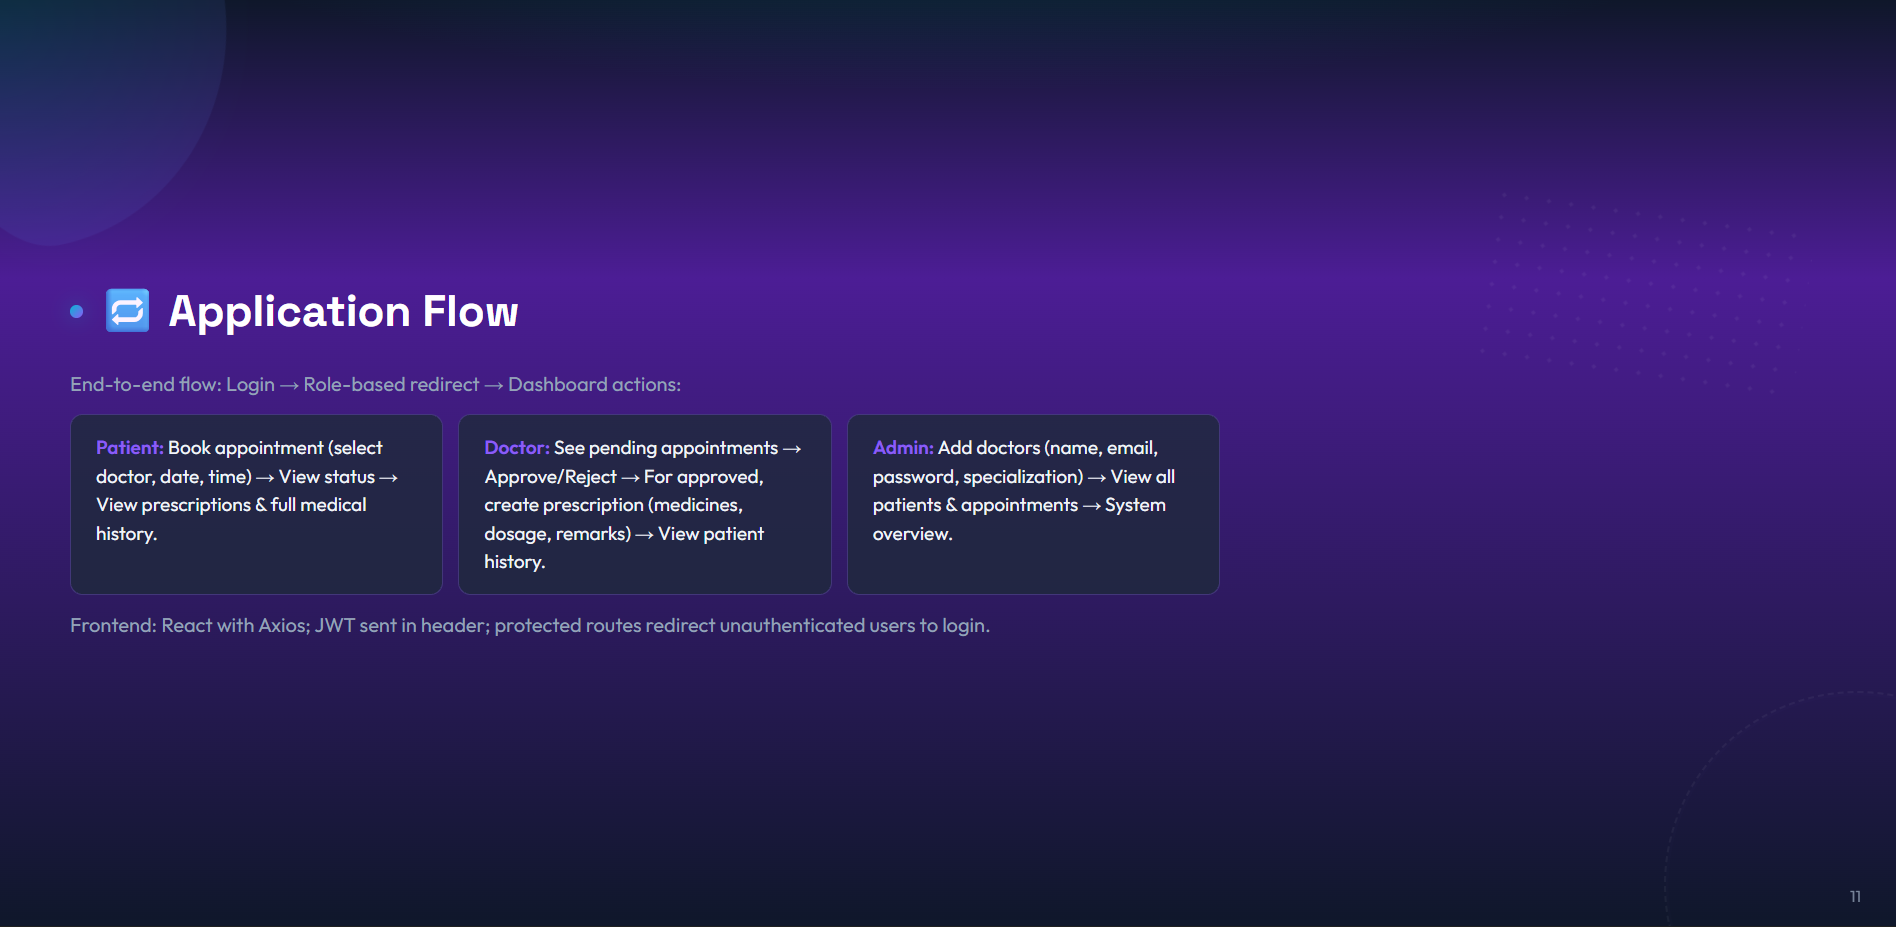 🔁 Application Flow
End-to-end flow: Login → Role-based redirect → Dashboard actions:
Patient: Book appointment (select
doctor, date, time) → View status →
View prescriptions & full medical
history.
Doctor: See pending appointments →
Approve/Reject → For approved,
create prescription (medicines,
dosage, remarks) → View patient
history.
Admin: Add doctors (name, email,
password, specialization) → View all
patients & appointments → System
overview.
Frontend: React with Axios; JWT sent in header; protected routes redirect unauthenticated users to login.
11